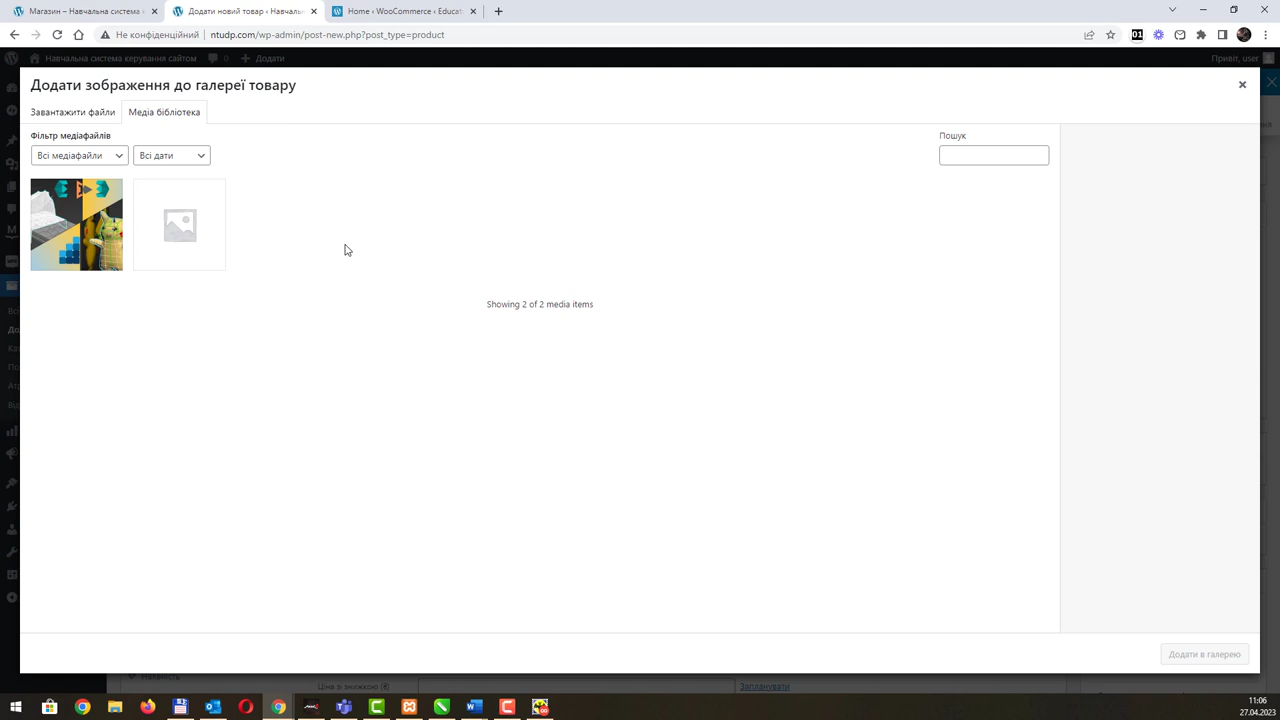 Магазин – Навчальна система к
Додати новий товар ‹ Навчаль
Home ‹ WooCommerce ‹ Educat
Не конфіденційний
ntudp.com/wp-admin/post-new.php?post_type=product
Навчальна система керування сайтом
0
Додати
Привіт, user
Додати зображення до галереї товару
Завантажити файли
Медіа бібліотека
Фільтр медіафайлів
Пошук
Всі медіафайли
Всі дати
Showing 2 of 2 media items
Додати в галерею
Наявність
Ціна зі знижкою (₴)
Запланувати
11:06
27.04.2023